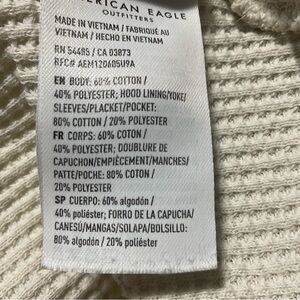 ERICAN EAGLE
OUTFITTERS
MADE IN VIETNAM / FABRIQUÉ AU
VIETNAM / HECHO EN VIETNAM
RN 54485 / CA 03873
RFC# AEM120605U9A
EN BODY: 60% COTTON /
40% POLYESTER; HOOD LINING/YOKE/
SLEEVES/PLACKET/POCKET:
80% COTTON / 20% POLYESTER
FR CORPS: 60% COTON /
40% POLYESTER; DOUBLURE DE
CAPUCHON/EMPIÈCEMENT/MANCHES/
PATTE/POCHE: 80% COTON /
20% POLYESTER
SP CUERPO: 60% algodón /
40% poliéster; FORRO DE LA CAPUCHA/
CANESÚ/MANGAS/SOLAPA/BOLSILLO:
80% algodón / 20% poliéster